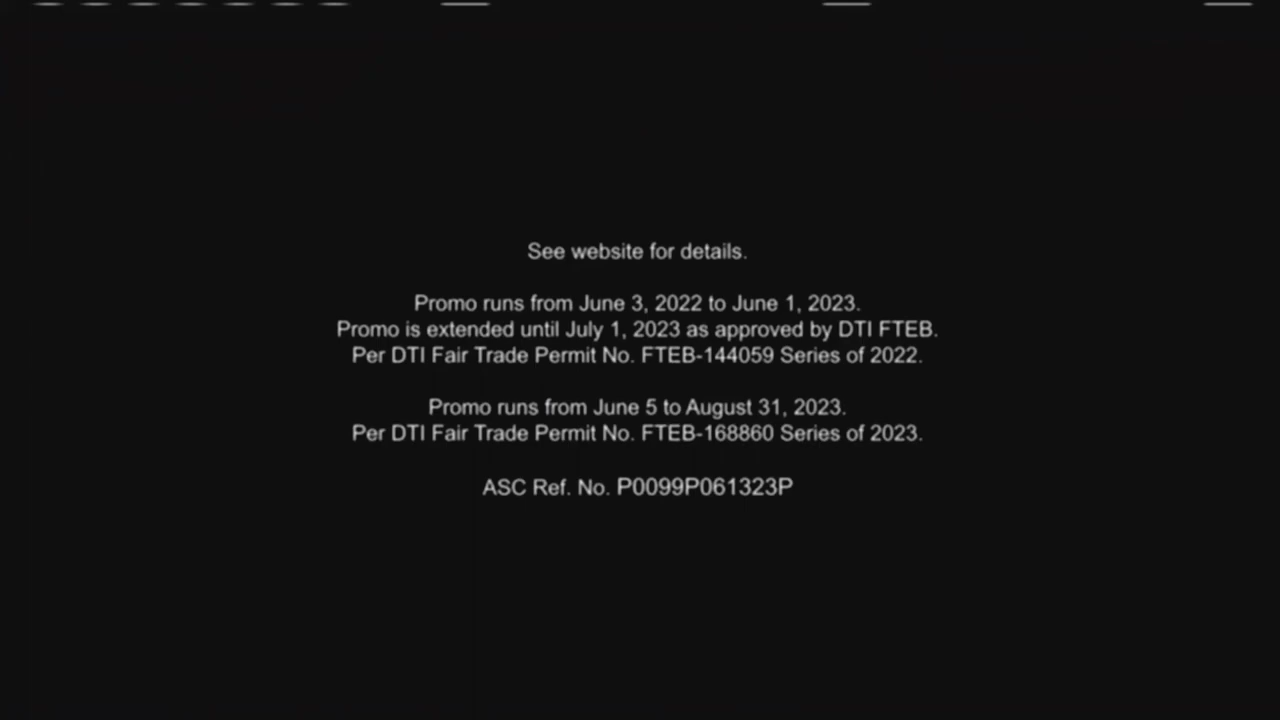 See website for details.
Promo runs from June 3, 2022 to June 1, 2023.
Promo is extended until July 1, 2023 as approved by DTI FTEB.
Per DTI Fair Trade Permit No. FTEB-144059 Series of 2022.
Promo runs from June 5 to August 31, 2023.
Per DTI Fair Trade Permit No. FTEB-168860 Series of 2023.
ASC Ref. No. P0099P061323P